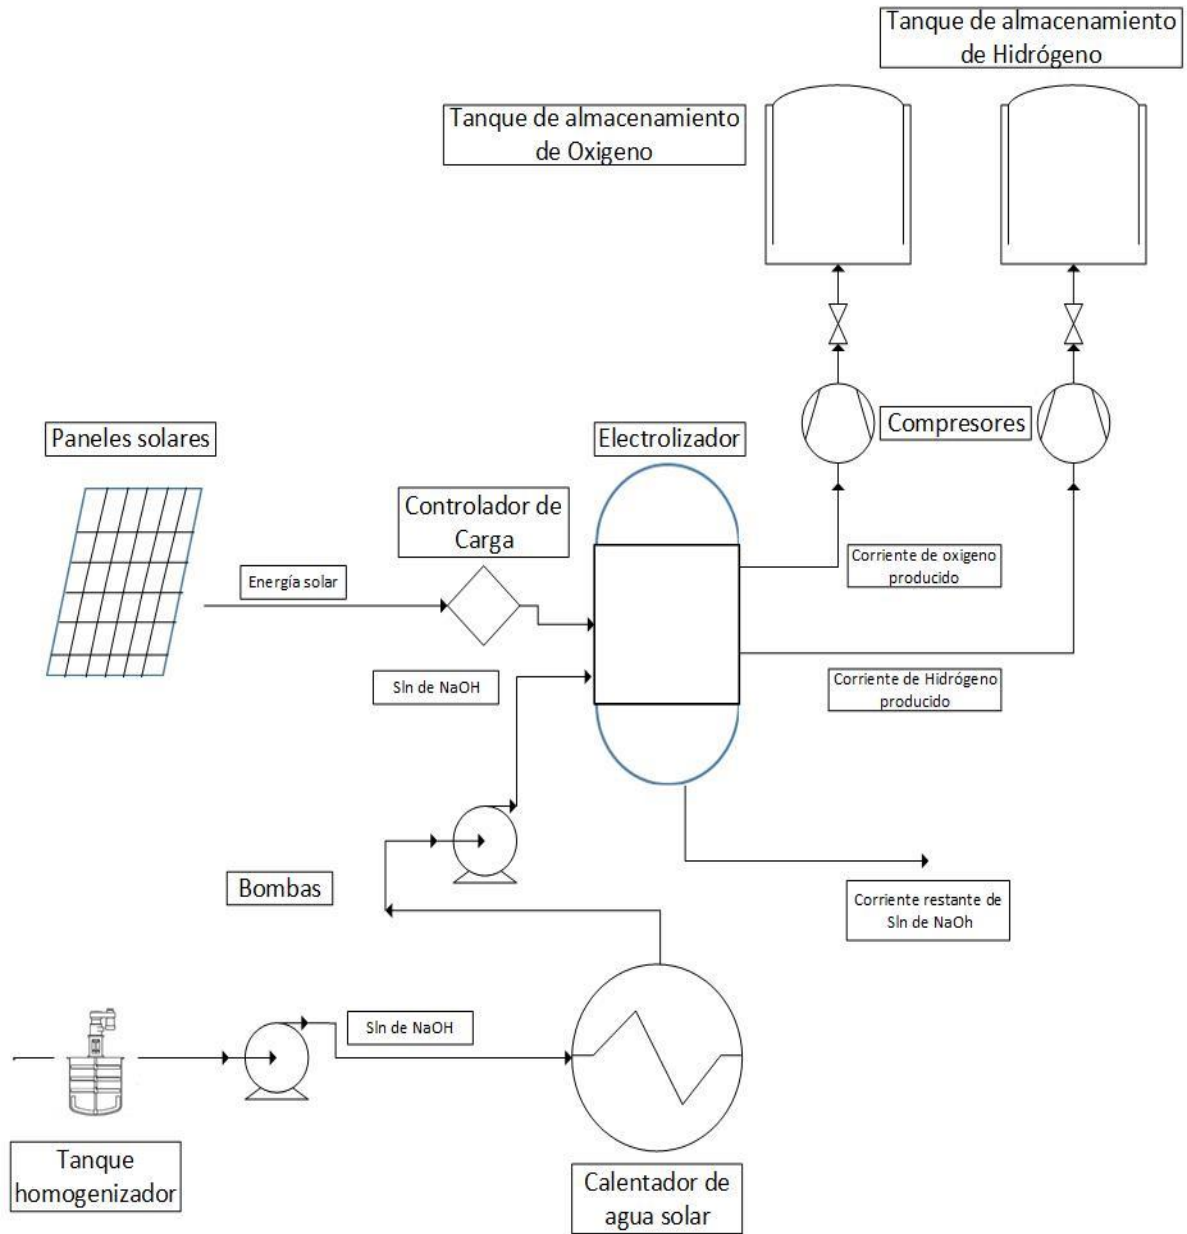 Tanque de almacenamiento
de Hidrógeno
Tanque de almacenamiento
de Oxigeno
Paneles solares
Electrolizador
Compresores
Controlador de
Carga
Energía solar
Corriente de oxigeno
producido
Sln de NaOH
Corriente de Hidrógeno
producido
Bombas
Corriente restante de
Sln de NaOh
Sln de NaOH
Tanque
homogenizador
Calentador de
agua solar